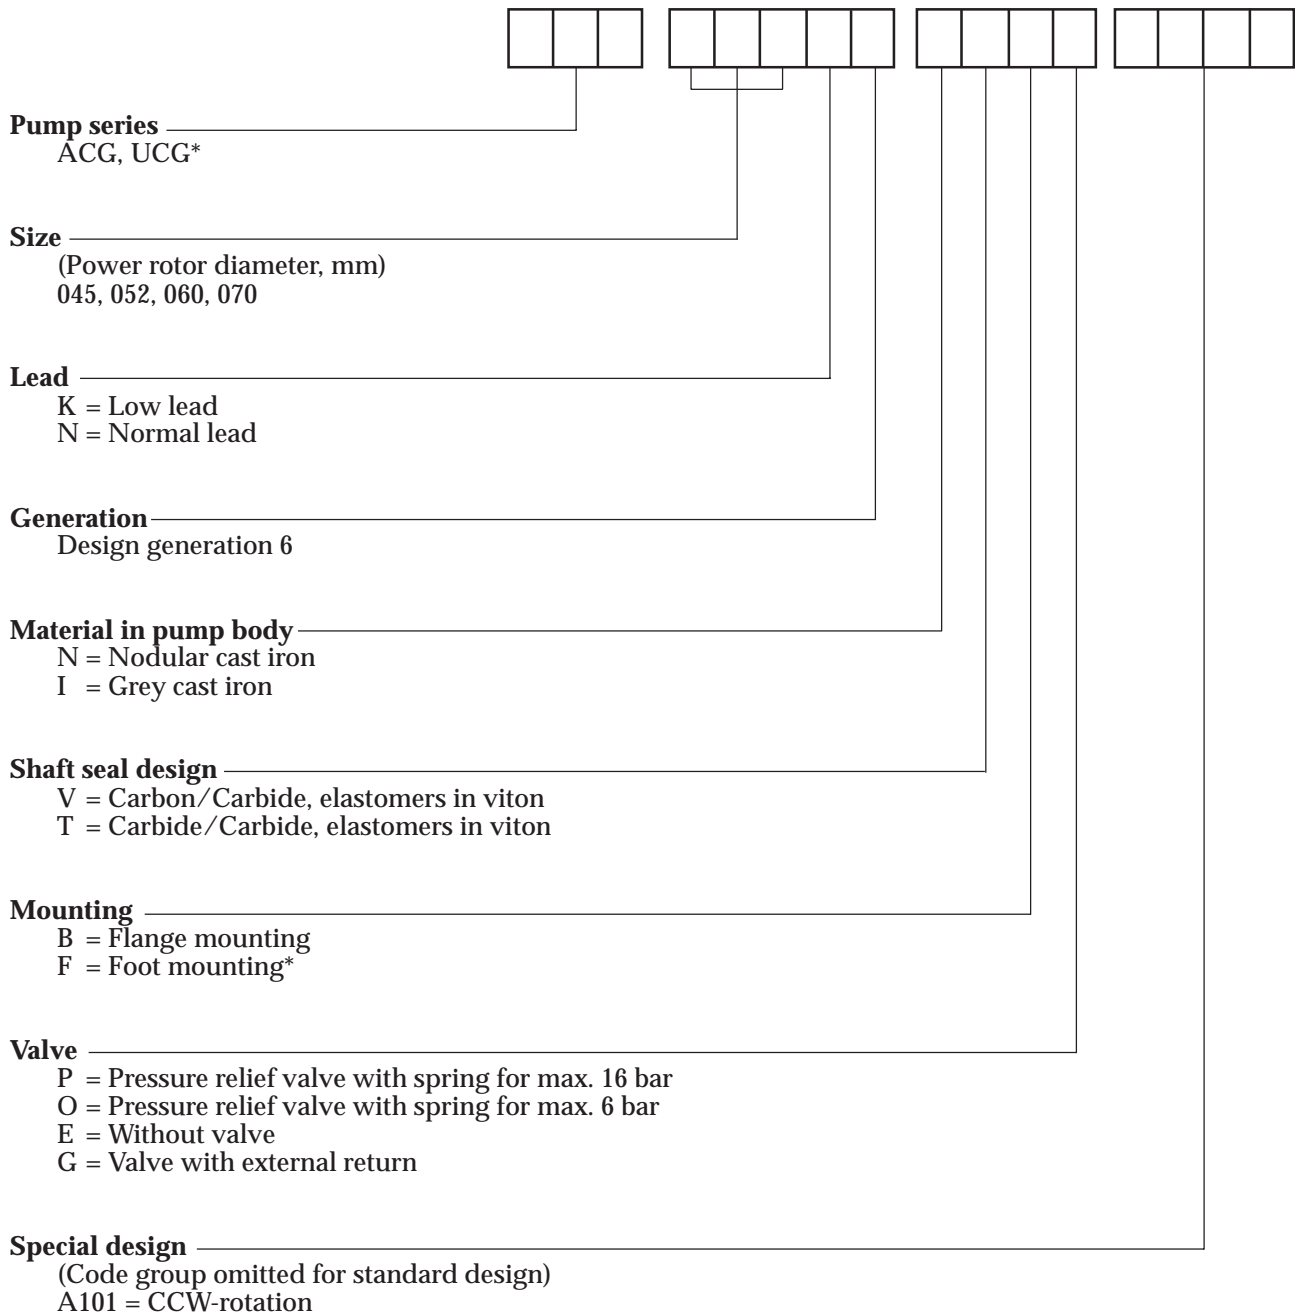 Pump series
ACG, UCG*
Size
(Power rotor diameter, mm)
045, 052, 060, 070
Lead
K = Low lead
N = Normal lead
Generation
Design generation 6
Material in pump body
N = Nodular cast iron
I = Grey cast iron
Shaft seal design
V = Carbon/Carbide, elastomers in viton
T = Carbide/Carbide, elastomers in viton
Mounting
B = Flange mounting
F = Foot mounting*
Valve
P = Pressure relief valve with spring for max. 16 bar
O = Pressure relief valve with spring for max. 6 bar
E = Without valve
G = Valve with external return
Special design
(Code group omitted for standard design)
A101 = CCW-rotation